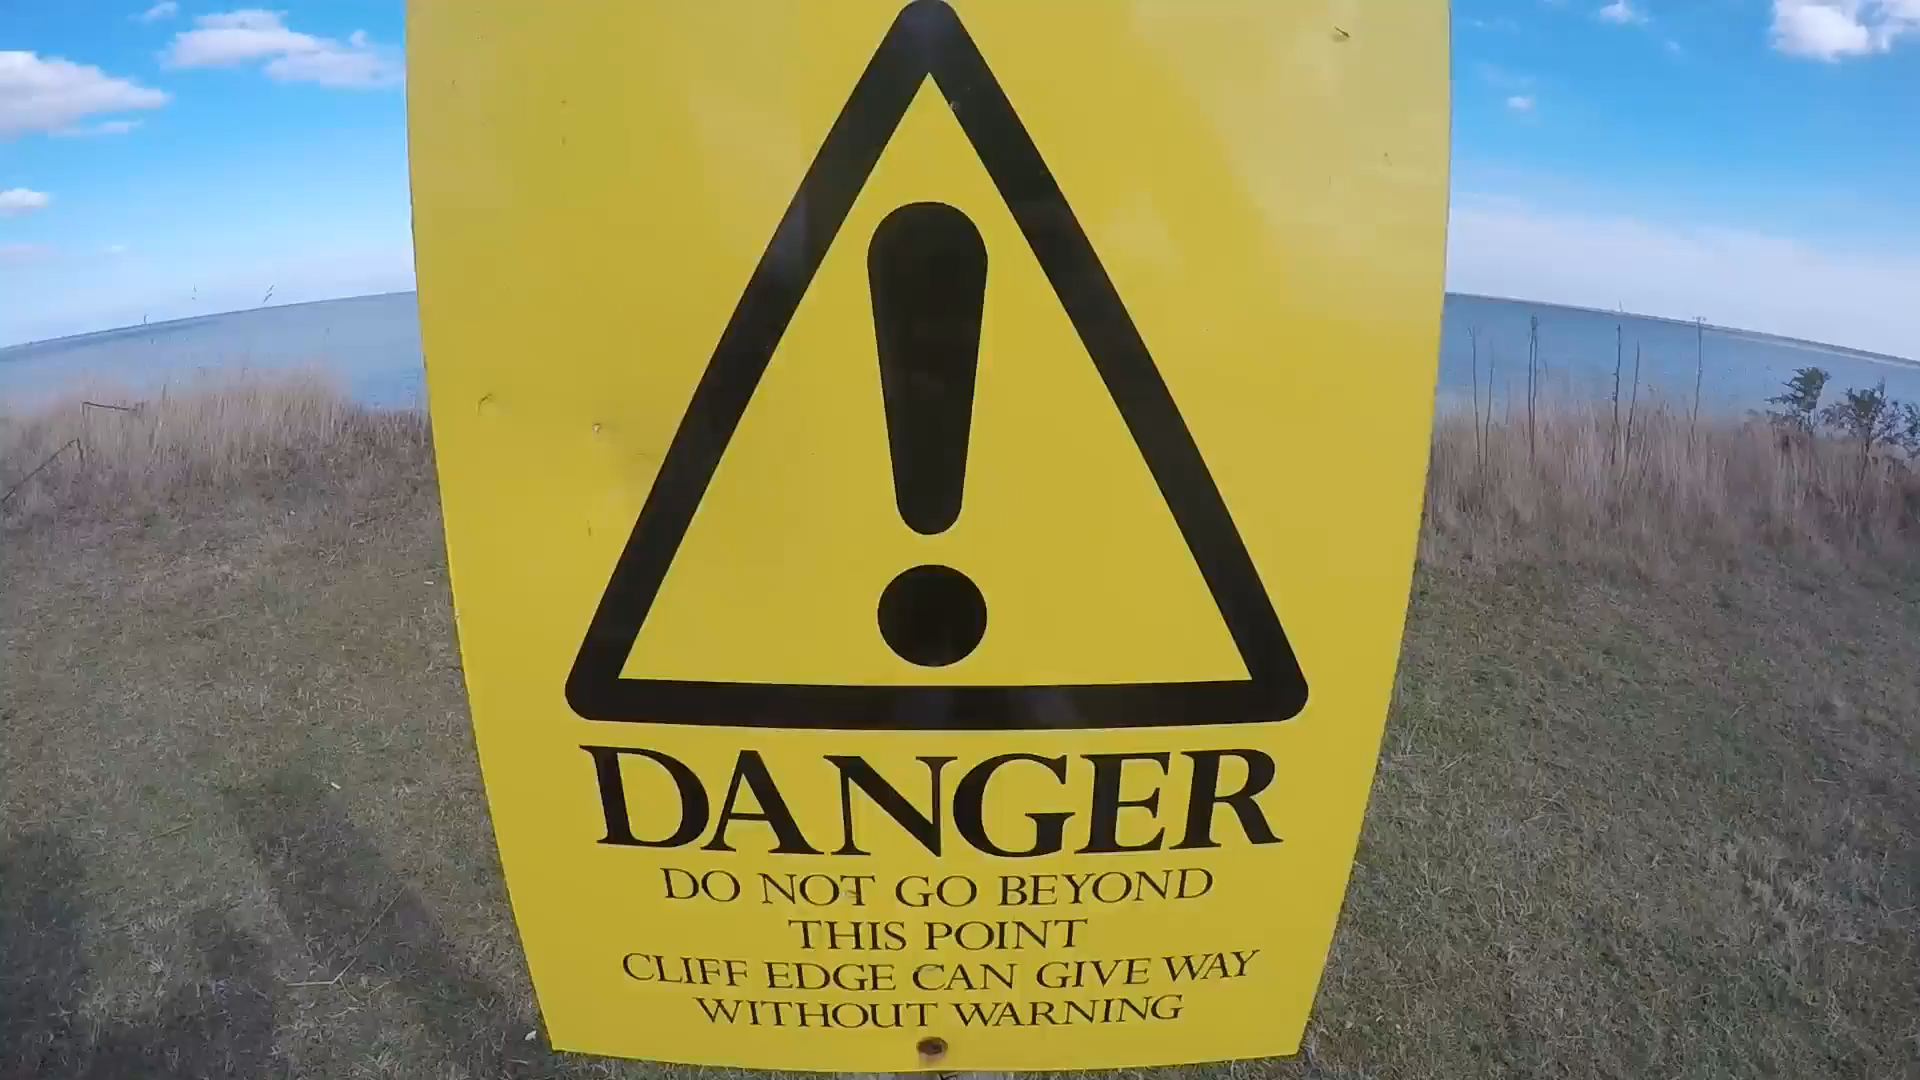 DANGER
DO NOT GO BEYOND
THIS POINT
CLIFF EDGE CAN GIVE WAY
WITHOUT WARNING